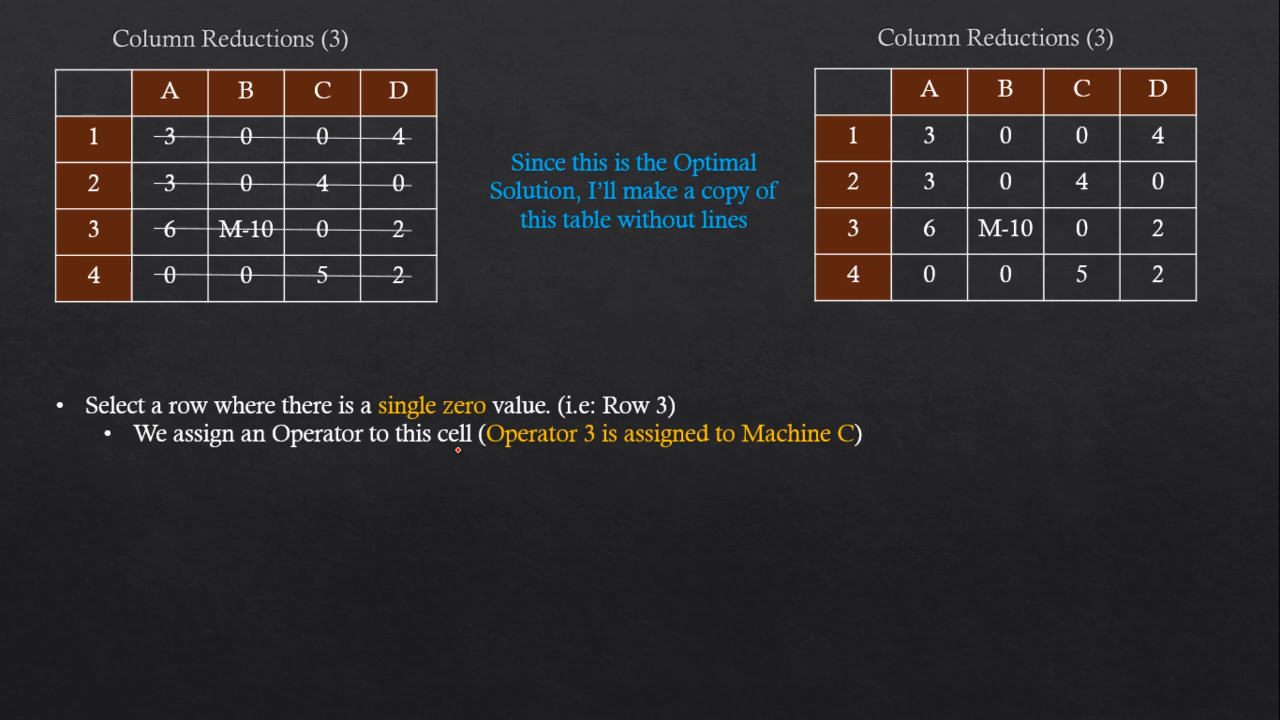 Column Reductions (3)
A B C D
1 3 0 0 4
2 3 0 4 0
3 6 M-10 0 2
4 0 0 5 2
Since this is the Optimal
Solution, I'll make a copy of
this table without lines
Column Reductions (3)
A B C D
1 3 0 0 4
2 3 0 4 0
3 6 M-10 0 2
4 0 0 5 2
• Select a row where there is a single zero value. (i.e: Row 3)
• We assign an Operator to this cell (Operator 3 is assigned to Machine C)